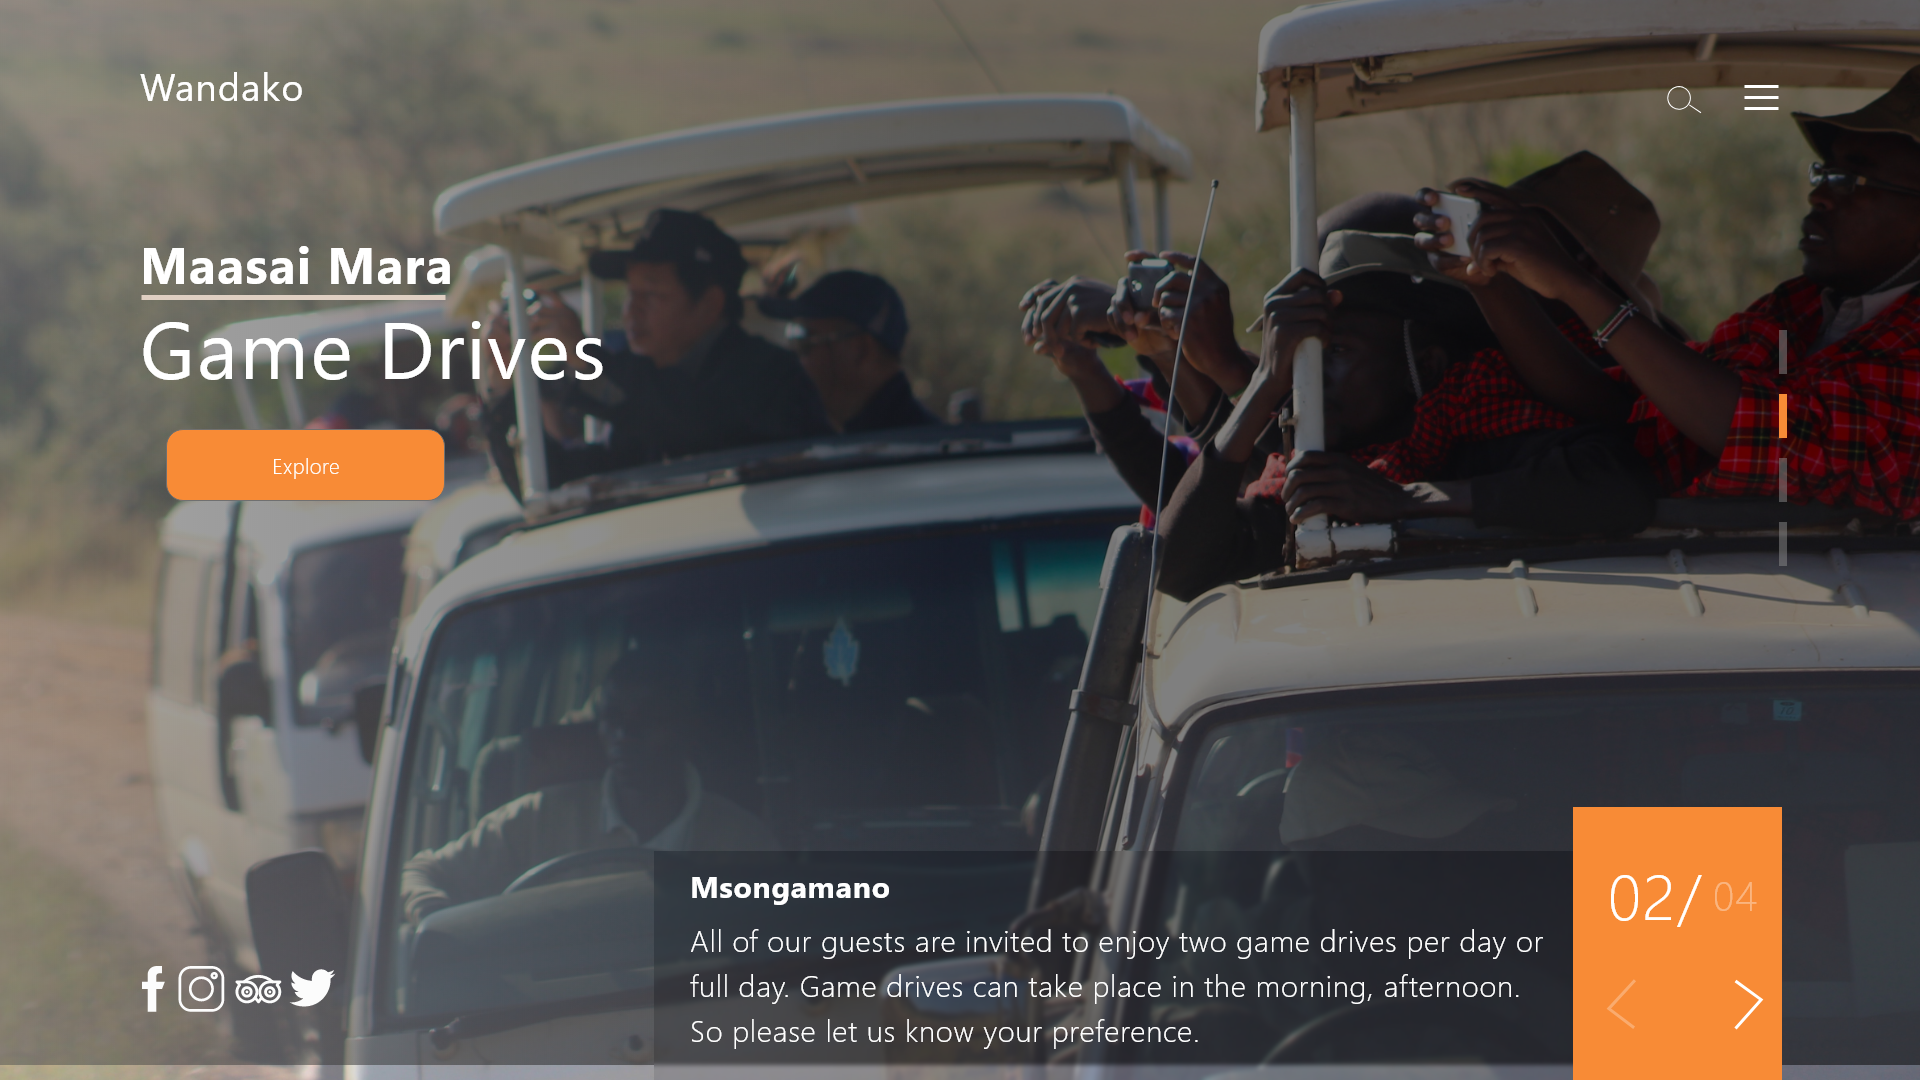 Wandako
Maasai Mara
Game Drives
Explore
Msongamano
All of our guests are invited to enjoy two game drives per day or
full day. Game drives can take place in the morning, afternoon.
So please let us know your preference.
02/ 04